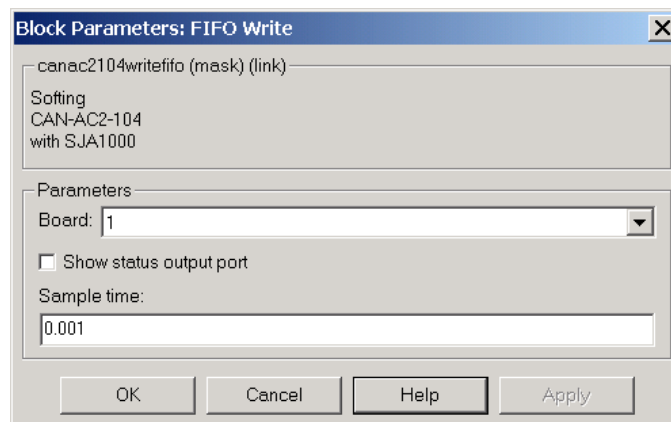 Block Parameters: FIFO Write
canac2104writefifo (mask) (link)
Softing
CAN-AC2-104
with SJA1000
Parameters
Board: 1
Show status output port
Sample time:
0.001
OK Cancel Help Apply